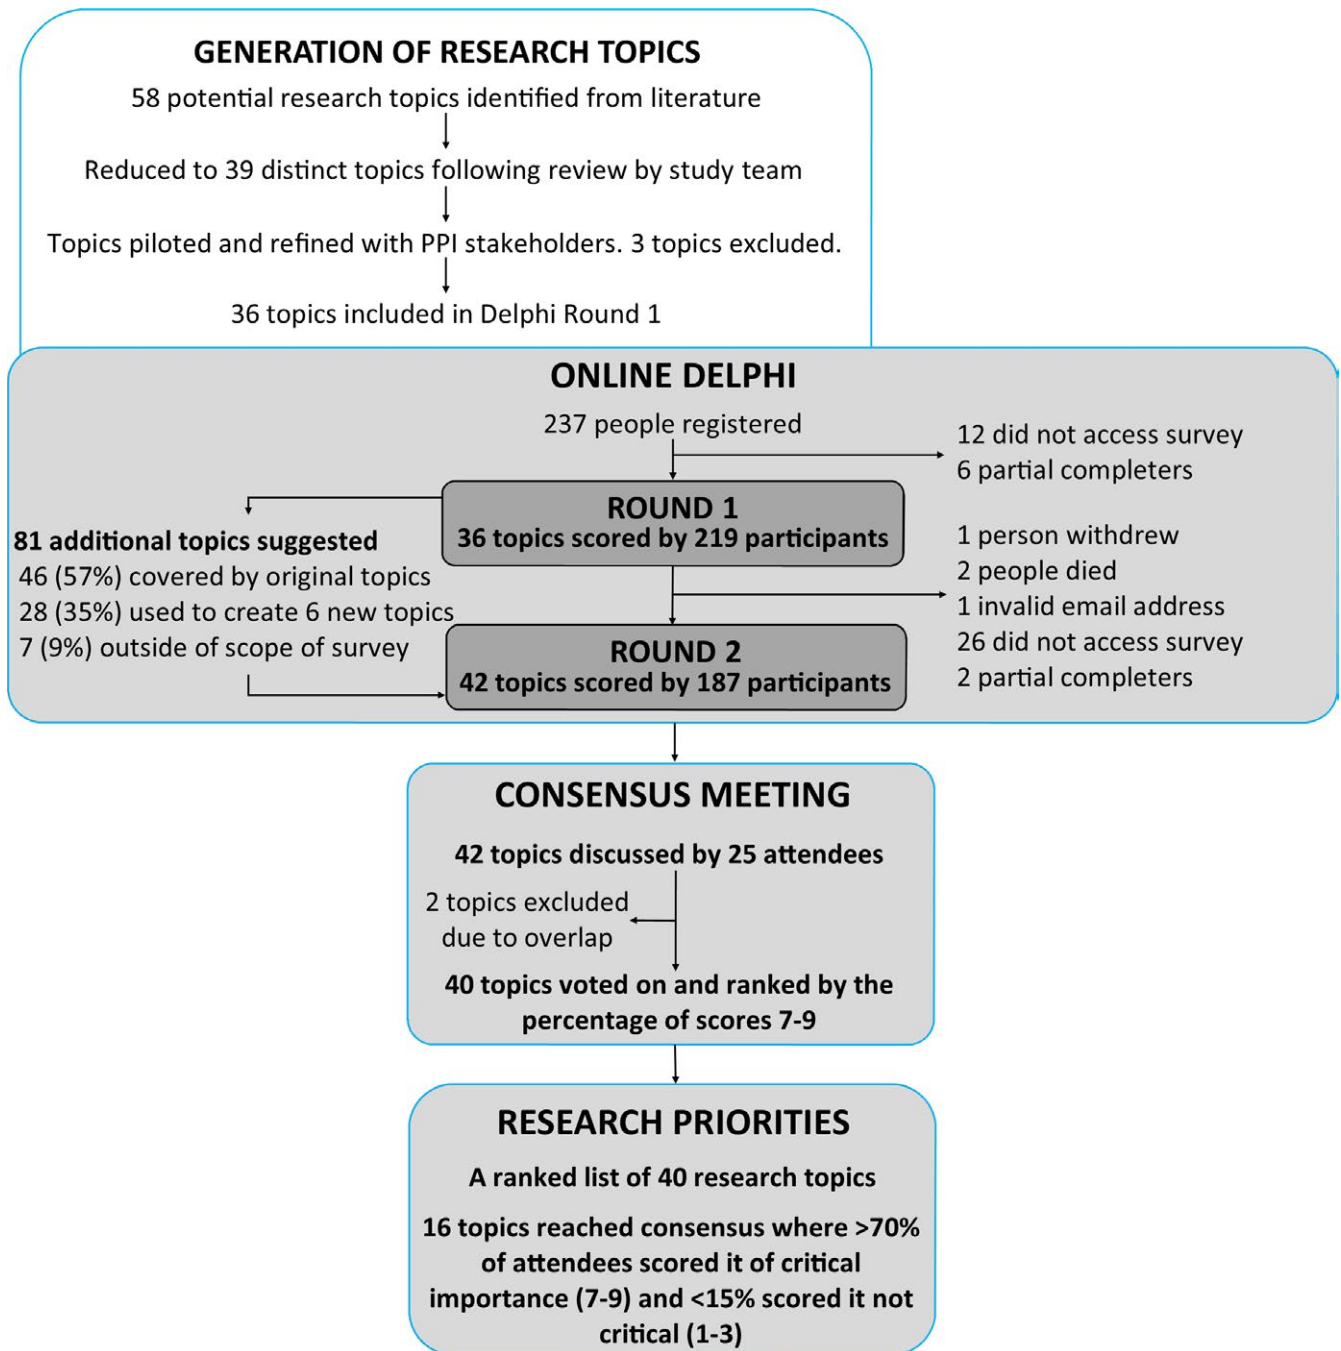 GENERATION OF RESEARCH TOPICS
58 potential research topics identified from literature
Reduced to 39 distinct topics following review by study team
Topics piloted and refined with PPI stakeholders. 3 topics excluded.
36 topics included in Delphi Round 1
ONLINE DELPHI
237 people registered
12 did not access survey
6 partial completers
ROUND 1
36 topics scored by 219 participants
81 additional topics suggested
46 (57%) covered by original topics
28 (35%) used to create 6 new topics
7 (9%) outside of scope of survey
1 person withdrew
2 people died
1 invalid email address
26 did not access survey
2 partial completers
ROUND 2
42 topics scored by 187 participants
CONSENSUS MEETING
42 topics discussed by 25 attendees
2 topics excluded
due to overlap
40 topics voted on and ranked by the
percentage of scores 7-9
RESEARCH PRIORITIES
A ranked list of 40 research topics
16 topics reached consensus where >70%
of attendees scored it of critical
importance (7-9) and <15% scored it not
critical (1-3)